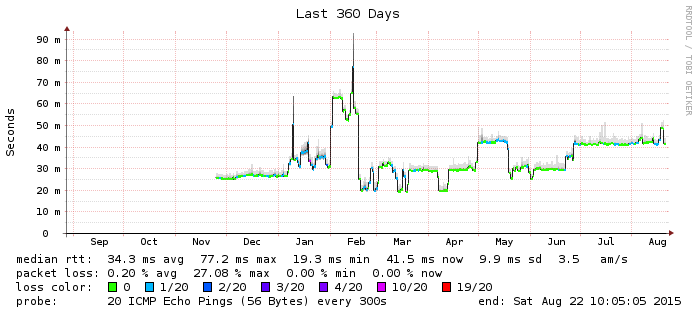 Last 360 Days
RRDTOOL / TOBI OETIKER
Seconds
90 m
80 m
70 m
60 m
50 m
40 m
30 m
20 m
10 m
0
Sep Oct Nov Dec Jan Feb Mar Apr May Jun Jul Aug
median rtt: 34.3 ms avg 77.2 ms max 19.3 ms min 41.5 ms now 9.9 ms sd 3.5 am/s
packet loss: 0.20 % avg 27.08 % max 0.00 % min 0.00 % now
loss color: 0 1/20 2/20 3/20 4/20 10/20 19/20
probe: 20 ICMP Echo Pings (56 Bytes) every 300s end: Sat Aug 22 10:05:05 2015